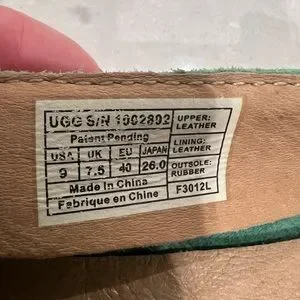 UGG S/N 1002802
Patent Pending
USA UK EU JAPAN
9 7.5 40 26.0
Made in China
Fabrique en Chine
UPPER:
LEATHER
LINING:
LEATHER
OUTSOLE:
RUBBER
F3012L